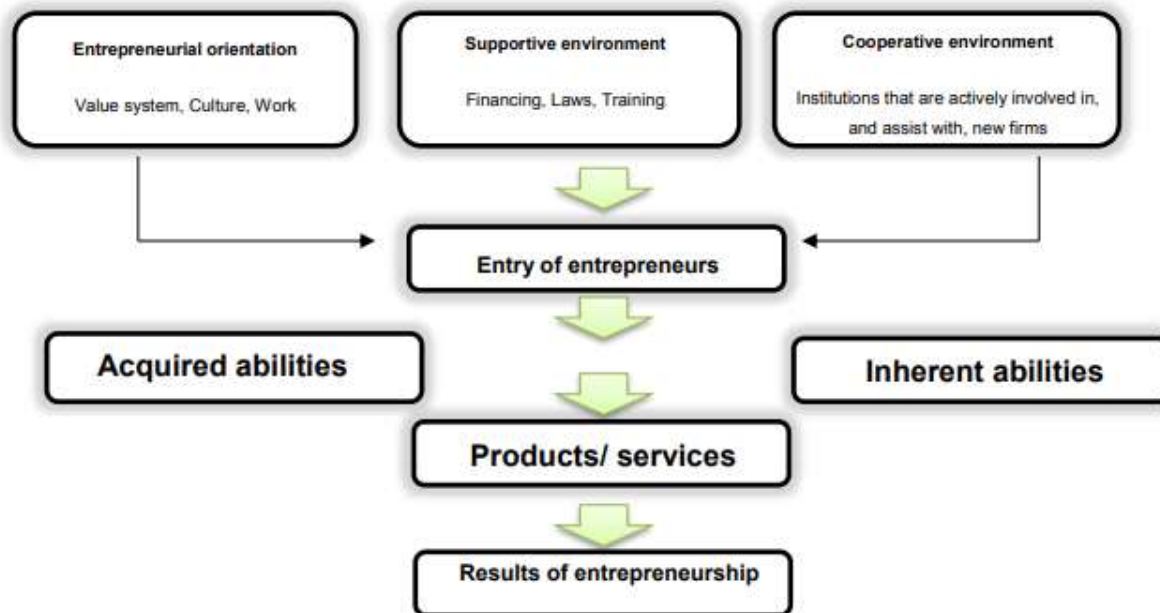 Entrepreneurial orientation
Value system, Culture, Work
Supportive environment
Financing, Laws, Training
Cooperative environment
Institutions that are actively involved in,
and assist with, new firms
Entry of entrepreneurs
Acquired abilities
Inherent abilities
Products/ services
Results of entrepreneurship